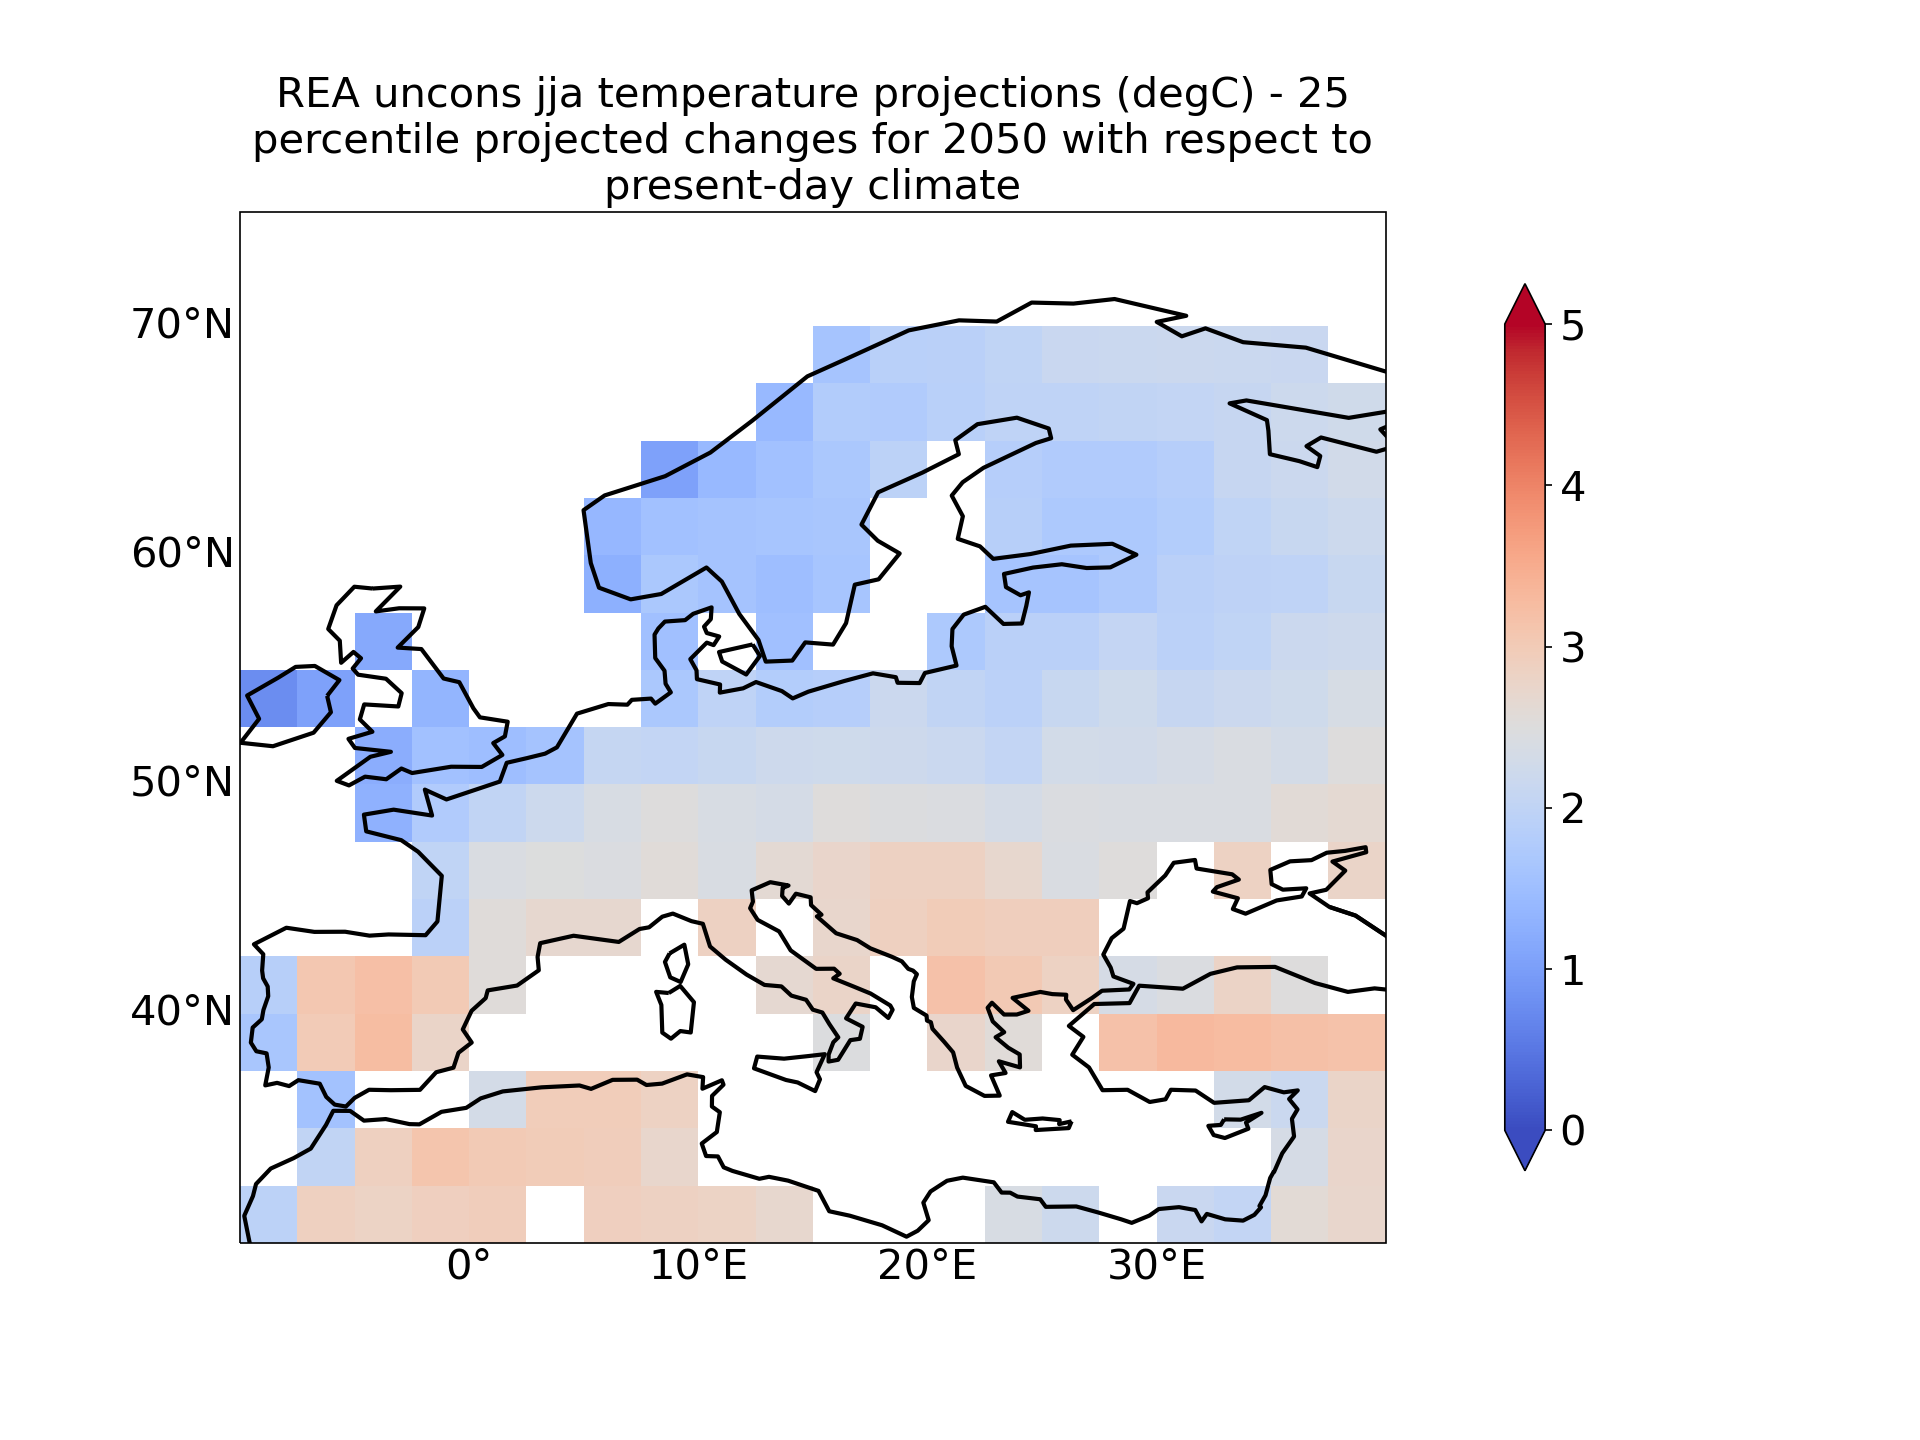 REA uncons jja temperature projections (degC) - 25
percentile projected changes for 2050 with respect to
present-day climate
70°N
60°N
50°N
40°N
0°
10°E
20°E
30°E
5
4
3
2
1
0